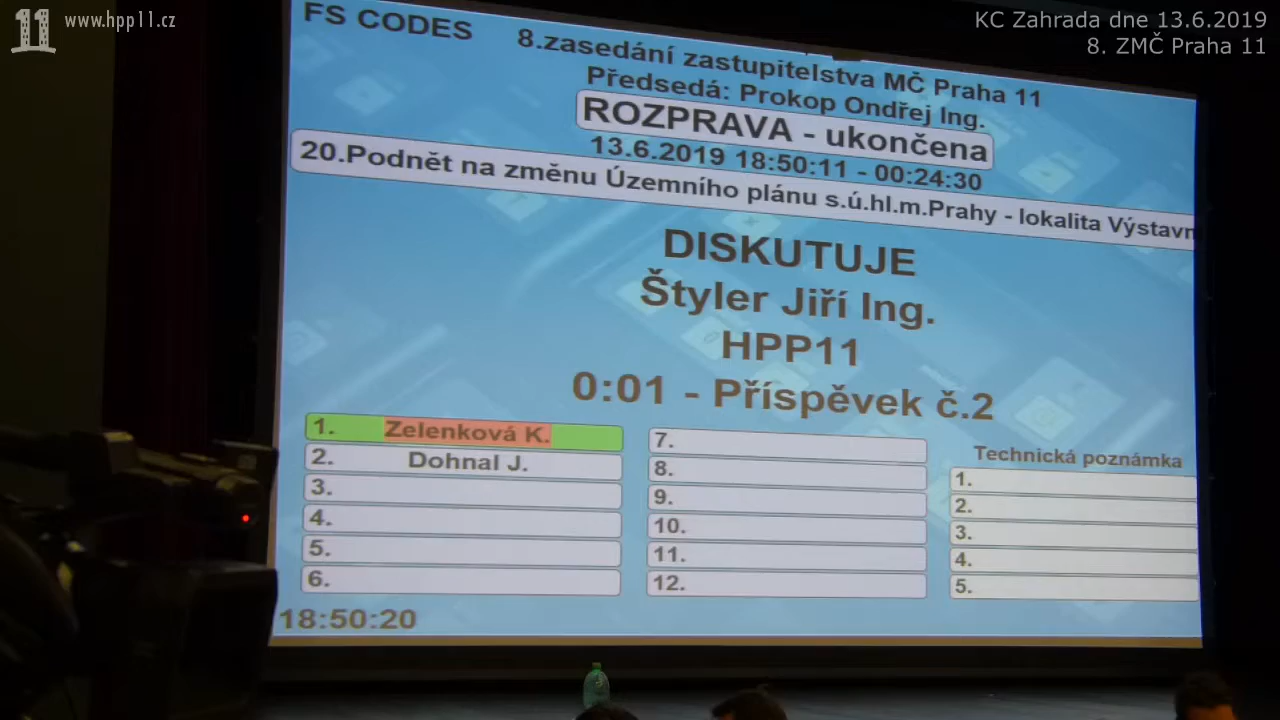 11 www.hpp11.cz
KC Zahrada dne 13.6.2019
8. ZMČ Praha 11
FS CODES
8.zasedání zastupitelstva MČ Praha 11
Předsedá: Prokop Ondřej Ing.
ROZPRAVA - ukončena
13.6.2019 18:50:11 - 00:24:30
20.Podnět na změnu Územního plánu s.ú.hl.m.Prahy - lokalita Výstavn
DISKUTUJE
Štyler Jiří Ing.
HPP11
0:01 - Příspěvek č.2
1. Zelenková K.
2. Dohnal J.
3.
4.
5.
6.
7.
8.
9.
10.
11.
12.
Technická poznámka
1.
2.
3.
4.
5.
18:50:20